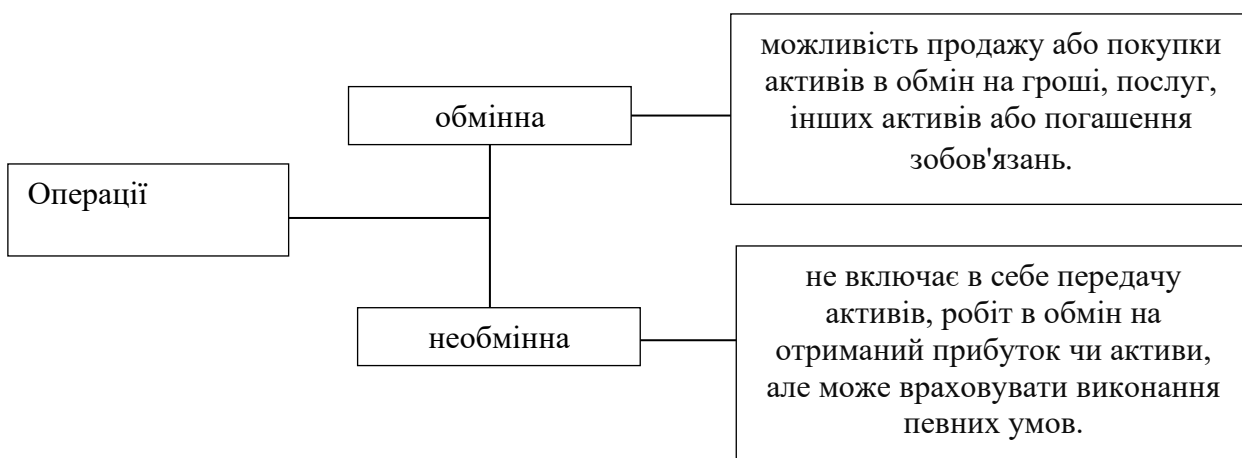 можливість продажу або покупки
активів в обмін на гроші, послуг,
інших активів або погашення
зобов'язань.
обмінна
Операції
не включає в себе передачу
активів, робіт в обмін на
отриманий прибуток чи активи,
але може враховувати виконання
певних умов.
необмінна